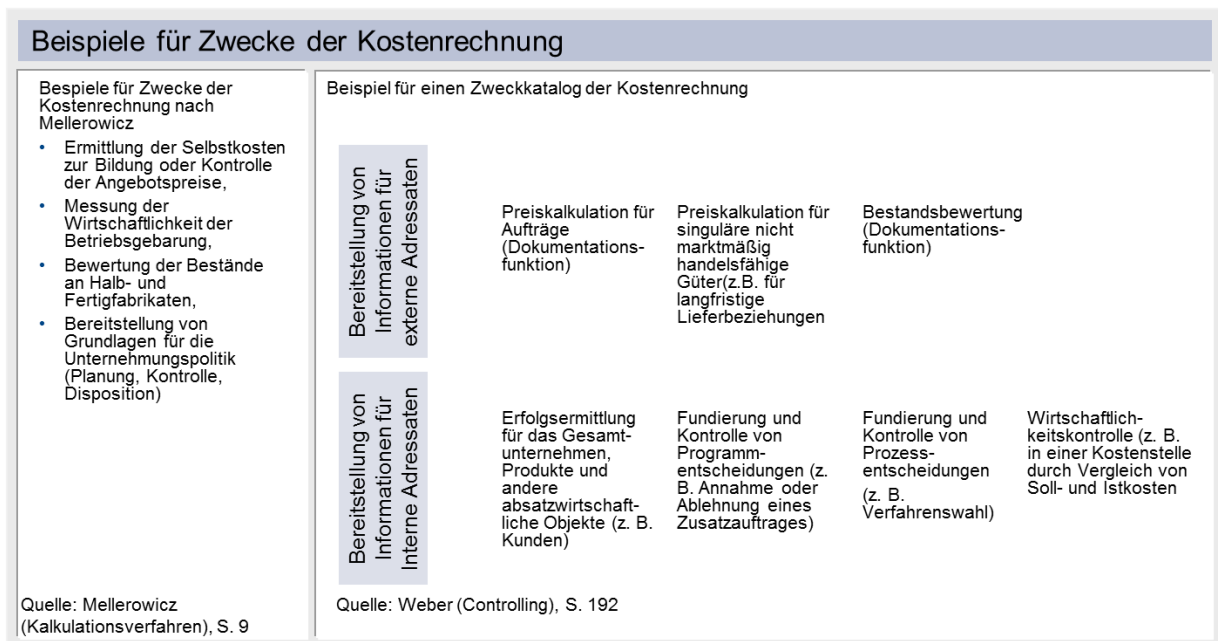 Beispiele für Zwecke der Kostenrechnung
Bespiele für Zwecke der
Kostenrechnung nach
Mellerowicz
• Ermittlung der Selbstkosten
zur Bildung oder Kontrolle
der Angebotspreise,
• Messung der
Wirtschaftlichkeit der
Betriebsgebarung,
• Bewertung der Bestände
an Halb- und
Fertigfabrikaten,
• Bereitstellung von
Grundlagen für die
Unternehmungspolitik
(Planung, Kontrolle,
Disposition)
Quelle: Mellerowicz
(Kalkulationsverfahren), S. 9
Beispiel für einen Zweckkatalog der Kostenrechnung
Bereitstellung von
Informationen für
externe Adressaten
Preiskalkulation für
Aufträge
(Dokumentations-
funktion)
Preiskalkulation für
singuläre nicht
marktmäßig
handelsfähige
Güter(z.B. für
langfristige
Lieferbeziehungen
Bestandsbewertung
(Dokumentations-
funktion)
Bereitstellung von
Informationen für
Interne Adressaten
Erfolgsermittlung
für das Gesamt-
unternehmen,
Produkte und
andere
absatzwirtschaft-
liche Objekte (z. B.
Kunden)
Fundierung und
Kontrolle von
Programm-
entscheidungen (z.
B. Annahme oder
Ablehnung eines
Zusatzauftrages)
Fundierung und
Kontrolle von
Prozess-
entscheidungen
(z. B.
Verfahrenswahl)
Wirtschaftlich-
keitskontrolle (z. B.
in einer Kostenstelle
durch Vergleich von
Soll- und Istkosten
Quelle: Weber (Controlling), S. 192